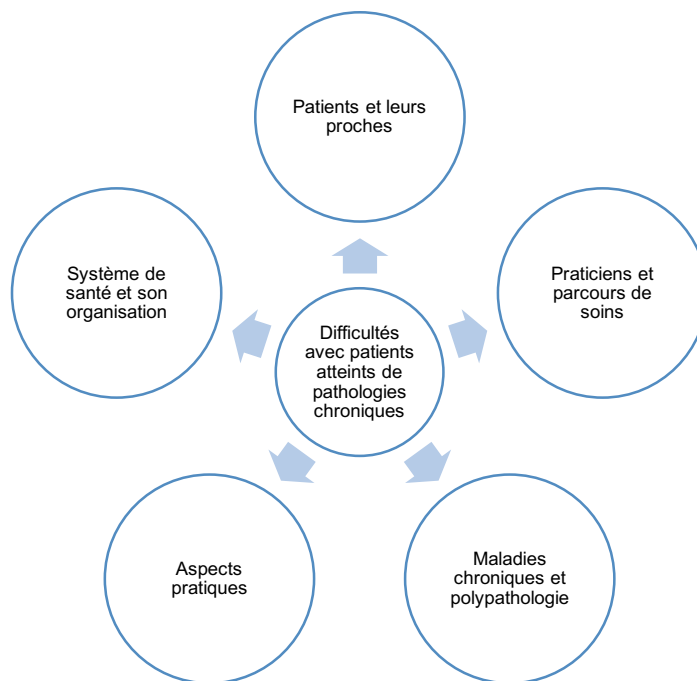 Patients et leurs
proches
Système de
santé et son
organisation
Praticiens et
parcours de
soins
Difficultés
avec patients
atteints de
pathologies
chroniques
Aspects
pratiques
Maladies
chroniques et
polypathologie